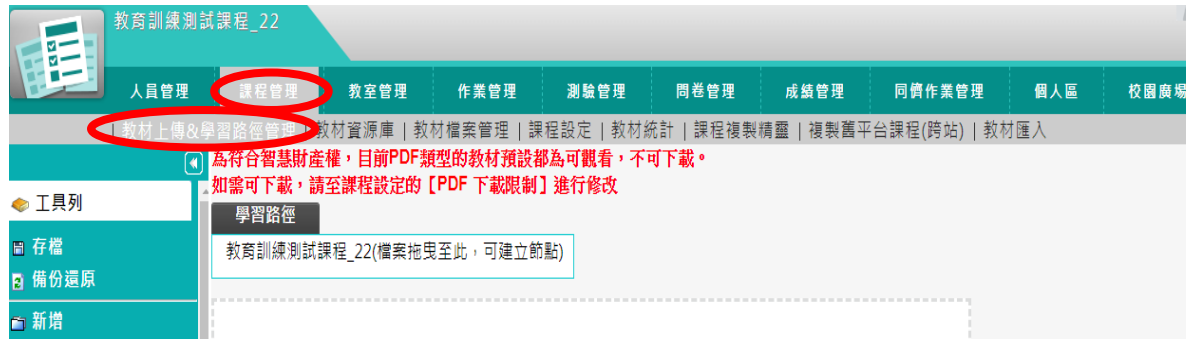 教育訓練測試課程_22
人員管理 課程管理 教室管理 作業管理 測驗管理 問卷管理 成績管理 同儕作業管理 個人區 校園廣場
| 教材上傳&學習路徑管理 | 教材資源庫 | 教材檔案管理 | 課程設定 | 教材統計 | 課程複製精靈 | 複製舊平台課程(跨站) | 教材匯入
為符合智慧財產權，目前PDF類型的教材預設都為可觀看，不可下載。
如需可下載，請至課程設定的【PDF 下載限制】進行修改
工具列
學習路徑
存檔
教育訓練測試課程_22(檔案拖曳至此，可建立節點)
備份還原
新增